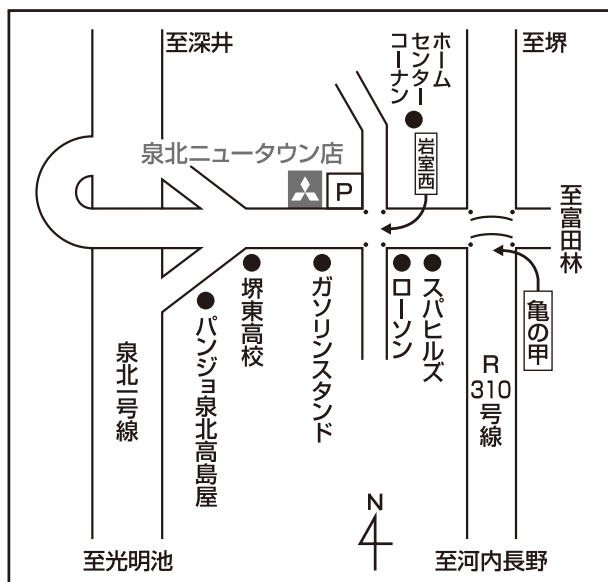 至深井
ホーム
センター
コーナン
至堺
泉北ニュータウン店
P
岩室西
至富田林
亀の甲
スパヒルズ
ローソン
ガソリンスタンド
堺東高校
パンジョ泉北高島屋
泉北一号線
R
310
号線
N
至光明池
至河内長野